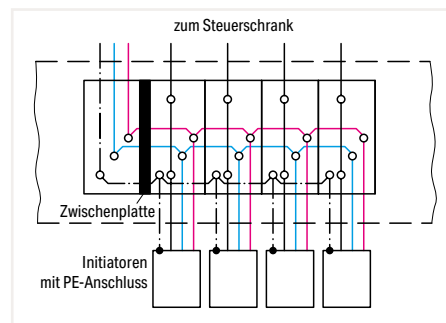 zum Steuerschrank
Zwischenplatte
Initiatoren
mit PE-Anschluss